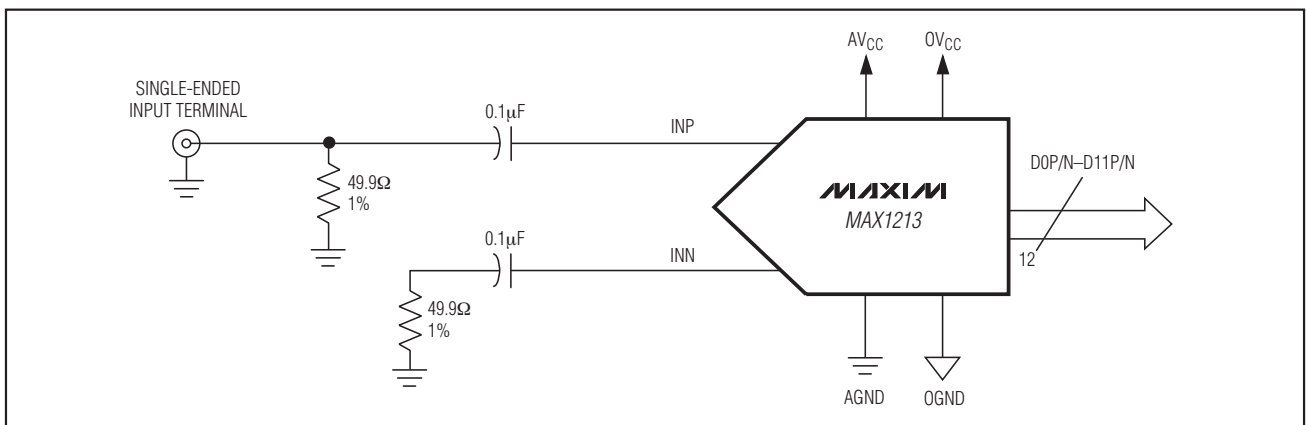 AVCC
OVCC
SINGLE-ENDED
INPUT TERMINAL
0.1μF
INP
D0P/N–D11P/N
49.9Ω
1%
MAXIM
MAX1213
0.1μF
INN
12
49.9Ω
1%
AGND
OGND